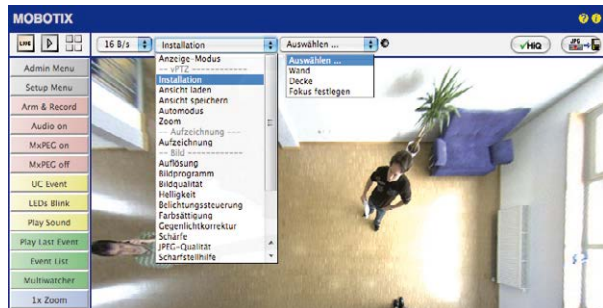 MOBOTIX
LIVE
16 B/s
Installation
Auswählen ...
HiQ
JPG
Admin Menu
Setup Menu
Arm & Record
Audio on
MxPEG on
MxPEG off
UC Event
LEDs Blink
Play Sound
Play Last Event
Event List
Multiwatcher
1x Zoom
Anzeige-Modus
-- vPTZ ------------
Installation
Ansicht laden
Ansicht speichern
Automodus
Zoom
-- Aufzeichnung ---
Aufzeichnung
-- Bild ------------
Auflösung
Bildprogramm
Bildqualität
Helligkeit
Belichtungssteuerung
Farbsättigung
Gegenlichtkorrektur
Schärfe
JPEG-Qualität
Scharfstellhilfe
Auswählen ...
Wand
Decke
Fokus festlegen